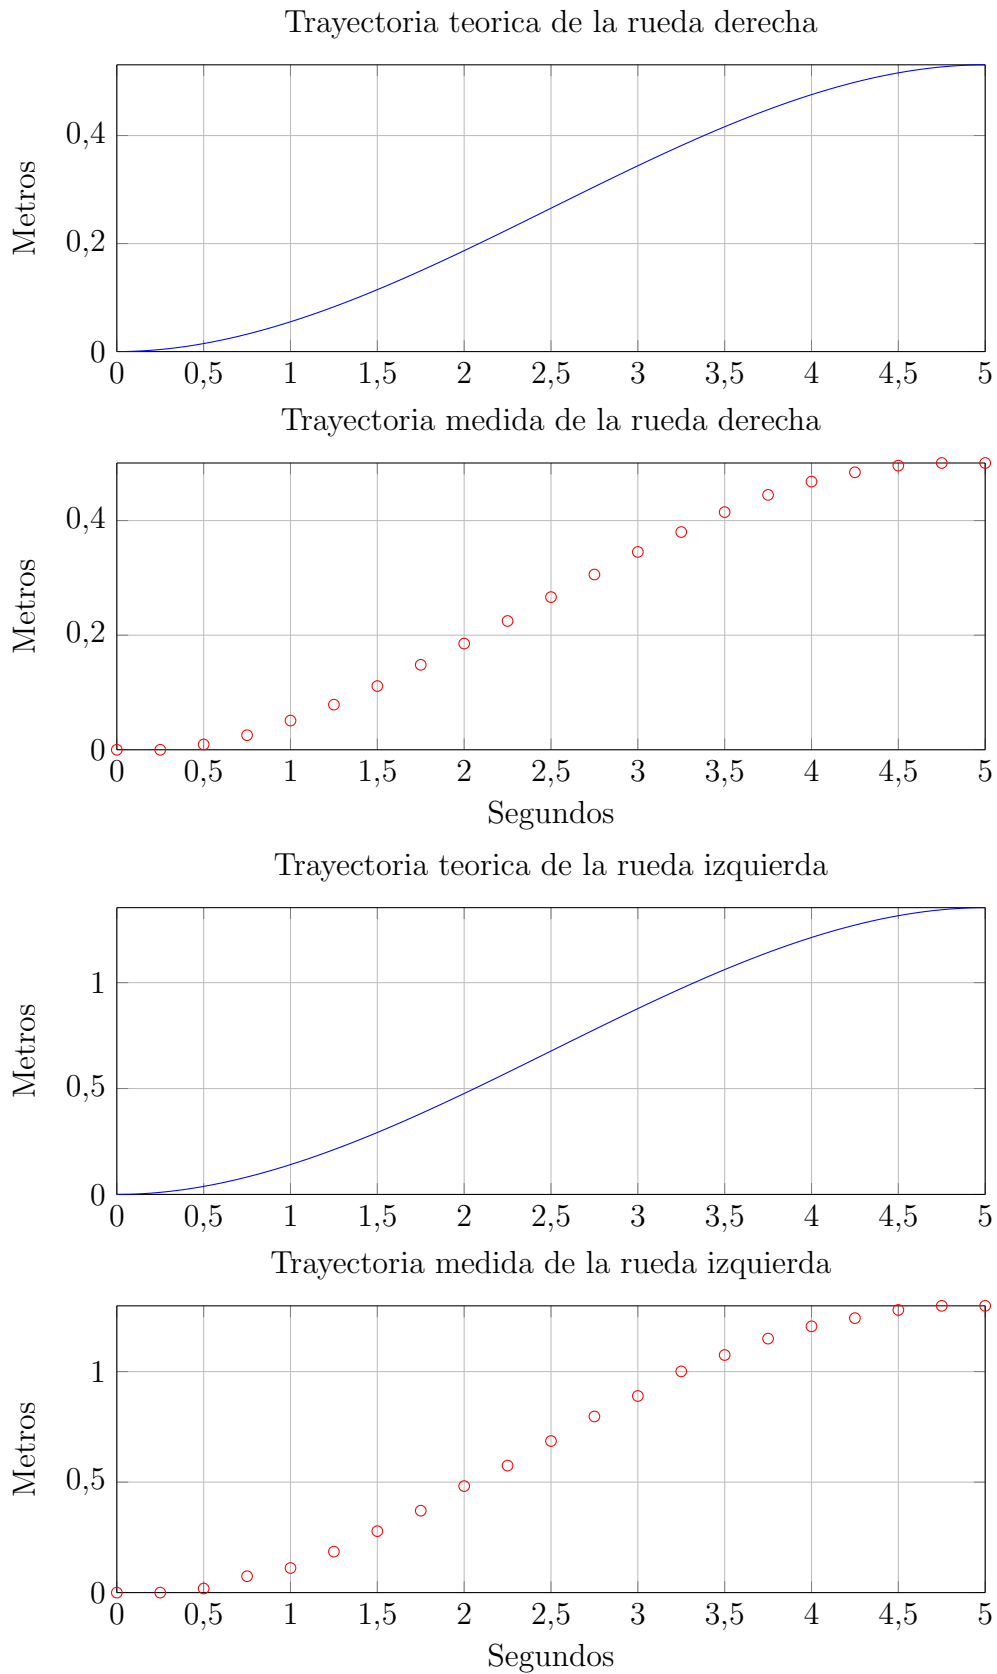 Trayectoria teorica de la rueda derecha
Metros
0,4
0,2
0
0 0,5 1 1,5 2 2,5 3 3,5 4 4,5 5
Trayectoria medida de la rueda derecha
Metros
0,4
0,2
0
0 0,5 1 1,5 2 2,5 3 3,5 4 4,5 5
Segundos
Trayectoria teorica de la rueda izquierda
Metros
1
0,5
0
0 0,5 1 1,5 2 2,5 3 3,5 4 4,5 5
Trayectoria medida de la rueda izquierda
Metros
1
0,5
0
0 0,5 1 1,5 2 2,5 3 3,5 4 4,5 5
Segundos